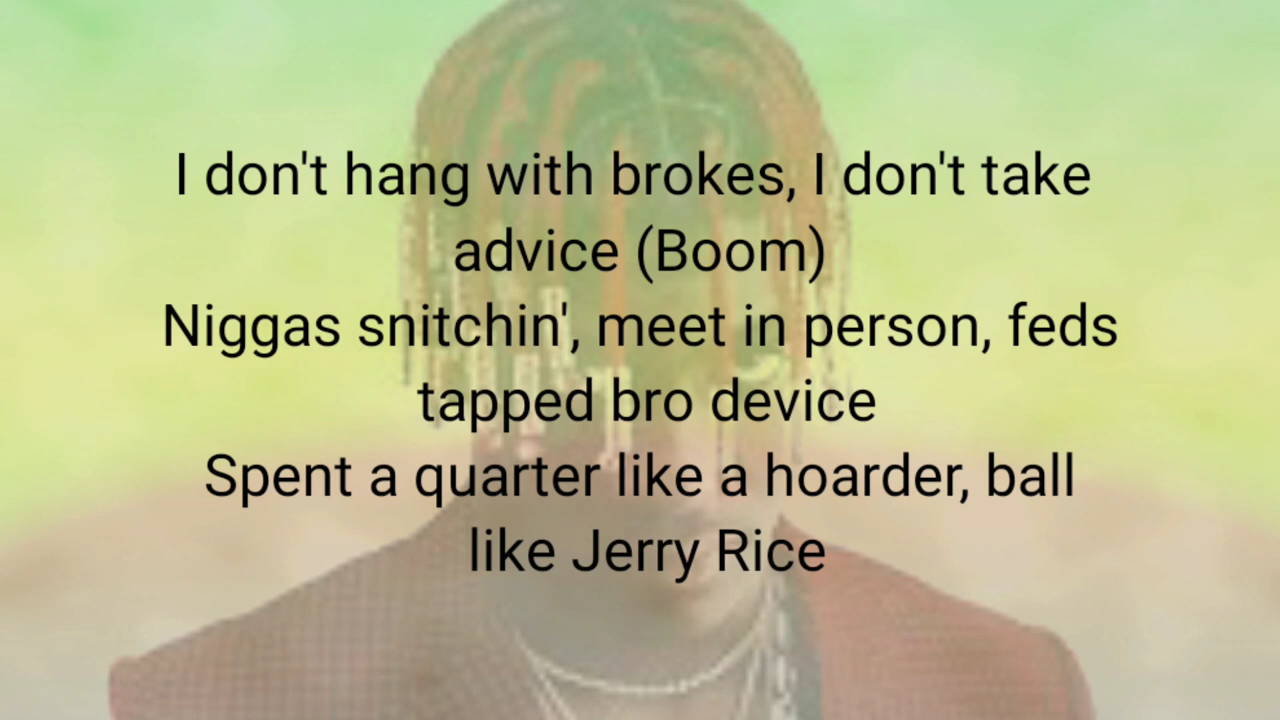 I don't hang with brokes, I don't take
advice (Boom)
Niggas snitchin', meet in person, feds
tapped bro device
Spent a quarter like a hoarder, ball
like Jerry Rice